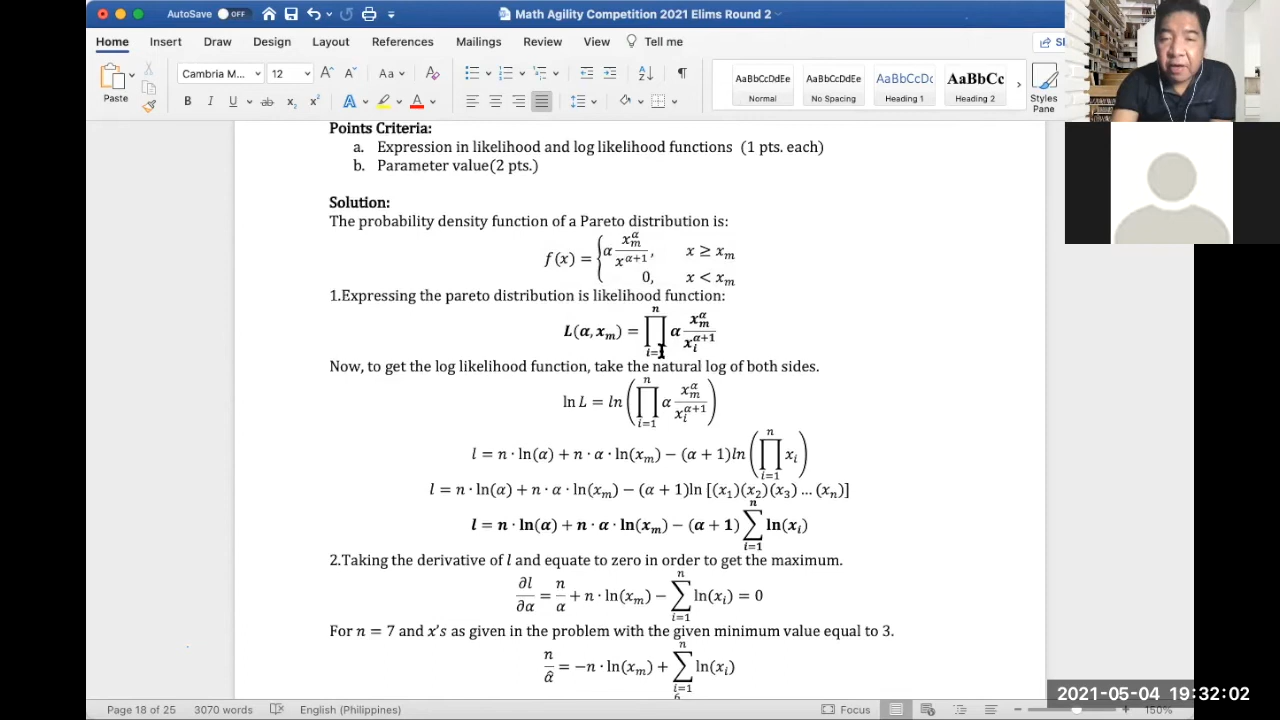 AutoSave OFF
Math Agility Competition 2021 Elims Round 2
Home Insert Draw Design Layout References Mailings Review View Tell me
Paste
Cambria M... 12
AaBbCcDdEe AaBbCcDdEe AaBbCcDc AaBbCc
Normal No Spacing Heading 1 Heading 2 Styles Pane
Points Criteria:
a. Expression in likelihood and log likelihood functions (1 pts. each)
b. Parameter value(2 pts.)
Solution:
The probability density function of a Pareto distribution is:
f(x) = { α x_m^α / x^(α+1), x ≥ x_m
0, x < x_m
1.Expressing the pareto distribution is likelihood function:
L(α, x_m) = ∏_{i=1}^{n} α x_m^α / x_i^(α+1)
Now, to get the log likelihood function, take the natural log of both sides.
ln L = ln ( ∏_{i=1}^{n} α x_m^α / x_i^(α+1) )
l = n · ln(α) + n · α · ln(x_m) − (α + 1)ln ( ∏_{i=1}^{n} x_i )
l = n · ln(α) + n · α · ln(x_m) − (α + 1)ln [(x_1)(x_2)(x_3) … (x_n)]
l = n · ln(α) + n · α · ln(x_m) − (α + 1) ∑_{i=1}^{n} ln(x_i)
2.Taking the derivative of l and equate to zero in order to get the maximum.
∂l/∂α = n/α + n · ln(x_m) − ∑_{i=1}^{n} ln(x_i) = 0
For n = 7 and x's as given in the problem with the given minimum value equal to 3.
n/α̂ = −n · ln(x_m) + ∑_{i=1}^{n} ln(x_i)
Page 18 of 25 3070 words English (Philippines) Focus 150%
2021-05-04 19:32:02